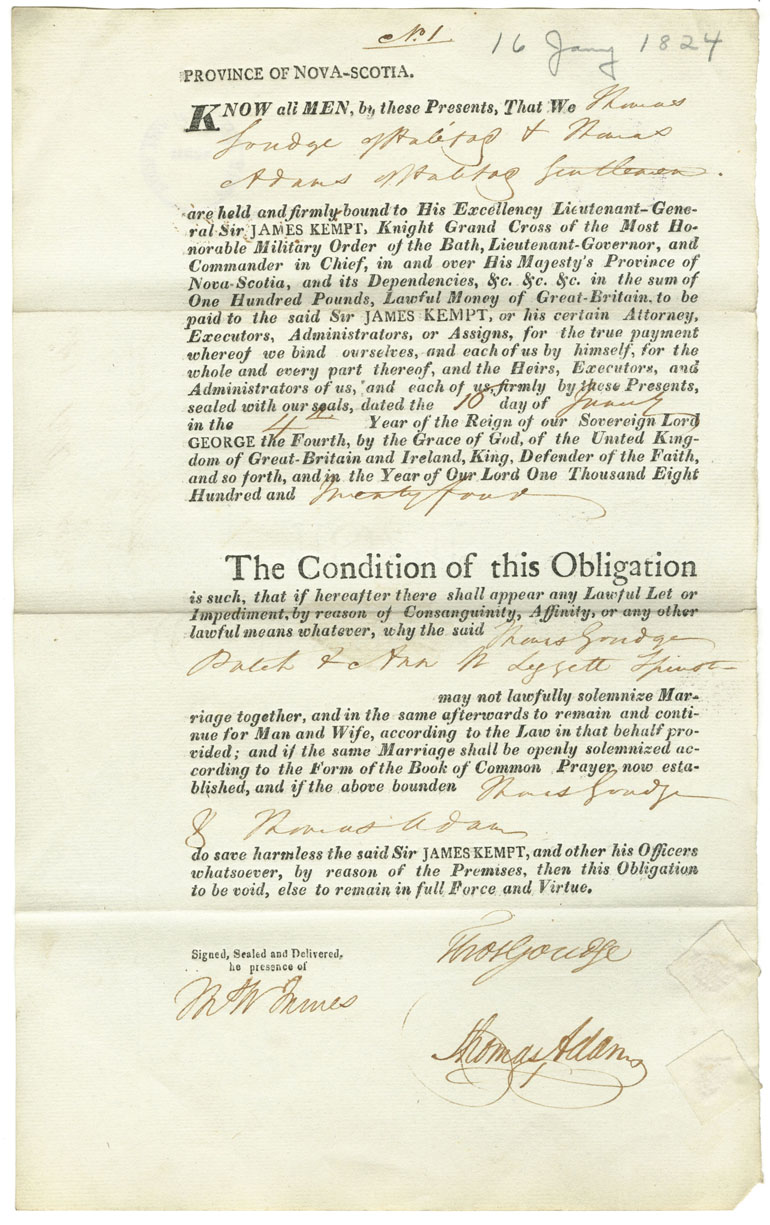 No. 1.
16 Jany 1824
PROVINCE OF NOVA-SCOTIA.
KNOW all MEN, by these Presents, That We Thomas
Goudge of Halifax & Thomas
Adams of Halifax Gentlemen.
are held and firmly bound to His Excellency Lieutenant-Gene-
ral Sir JAMES KEMPT, Knight Grand Cross of the Most Ho-
norable Military Order of the Bath, Lieutenant-Governor, and
Commander in Chief, in and over His Majesty's Province of
Nova-Scotia, and its Dependencies, &c. &c. &c. in the sum of
One Hundred Pounds, Lawful Money of Great-Britain, to be
paid to the said Sir JAMES KEMPT, or his certain Attorney,
Executors, Administrators, or Assigns, for the true payment
whereof we bind ourselves, and each of us by himself, for the
whole and every part thereof, and the Heirs, Executors, and
Administrators of us, and each of us, firmly by these Presents,
sealed with our seals, dated the day of
in the 4th Year of the Reign of our Sovereign Lord
GEORGE the Fourth, by the Grace of God, of the United King-
dom of Great-Britain and Ireland, King, Defender of the Faith,
and so forth, and in the Year of Our Lord One Thousand Eight
Hundred and Twenty four
The Condition of this Obligation
is such, that if hereafter there shall appear any Lawful Let or
Impediment, by reason of Consanguinity, Affinity, or any other
lawful means whatever, why the said Thomas Goudge
Batch & Ann W Leggett Spinster
may not lawfully solemnize Mar-
riage together, and in the same afterwards to remain and conti-
nue for Man and Wife, according to the Law in that behalf pro-
vided; and if the same Marriage shall be openly solemnized ac-
cording to the Form of the Book of Common Prayer, now esta-
blished, and if the above bounden Thomas Goudge
& Thomas Adams
do save harmless the said Sir JAMES KEMPT, and other his Officers
whatsoever, by reason of the Premises, then this Obligation
to be void, else to remain in full Force and Virtue.
Signed, Sealed and Delivered,
he presence of
Thos Goudge
Thomas Adams